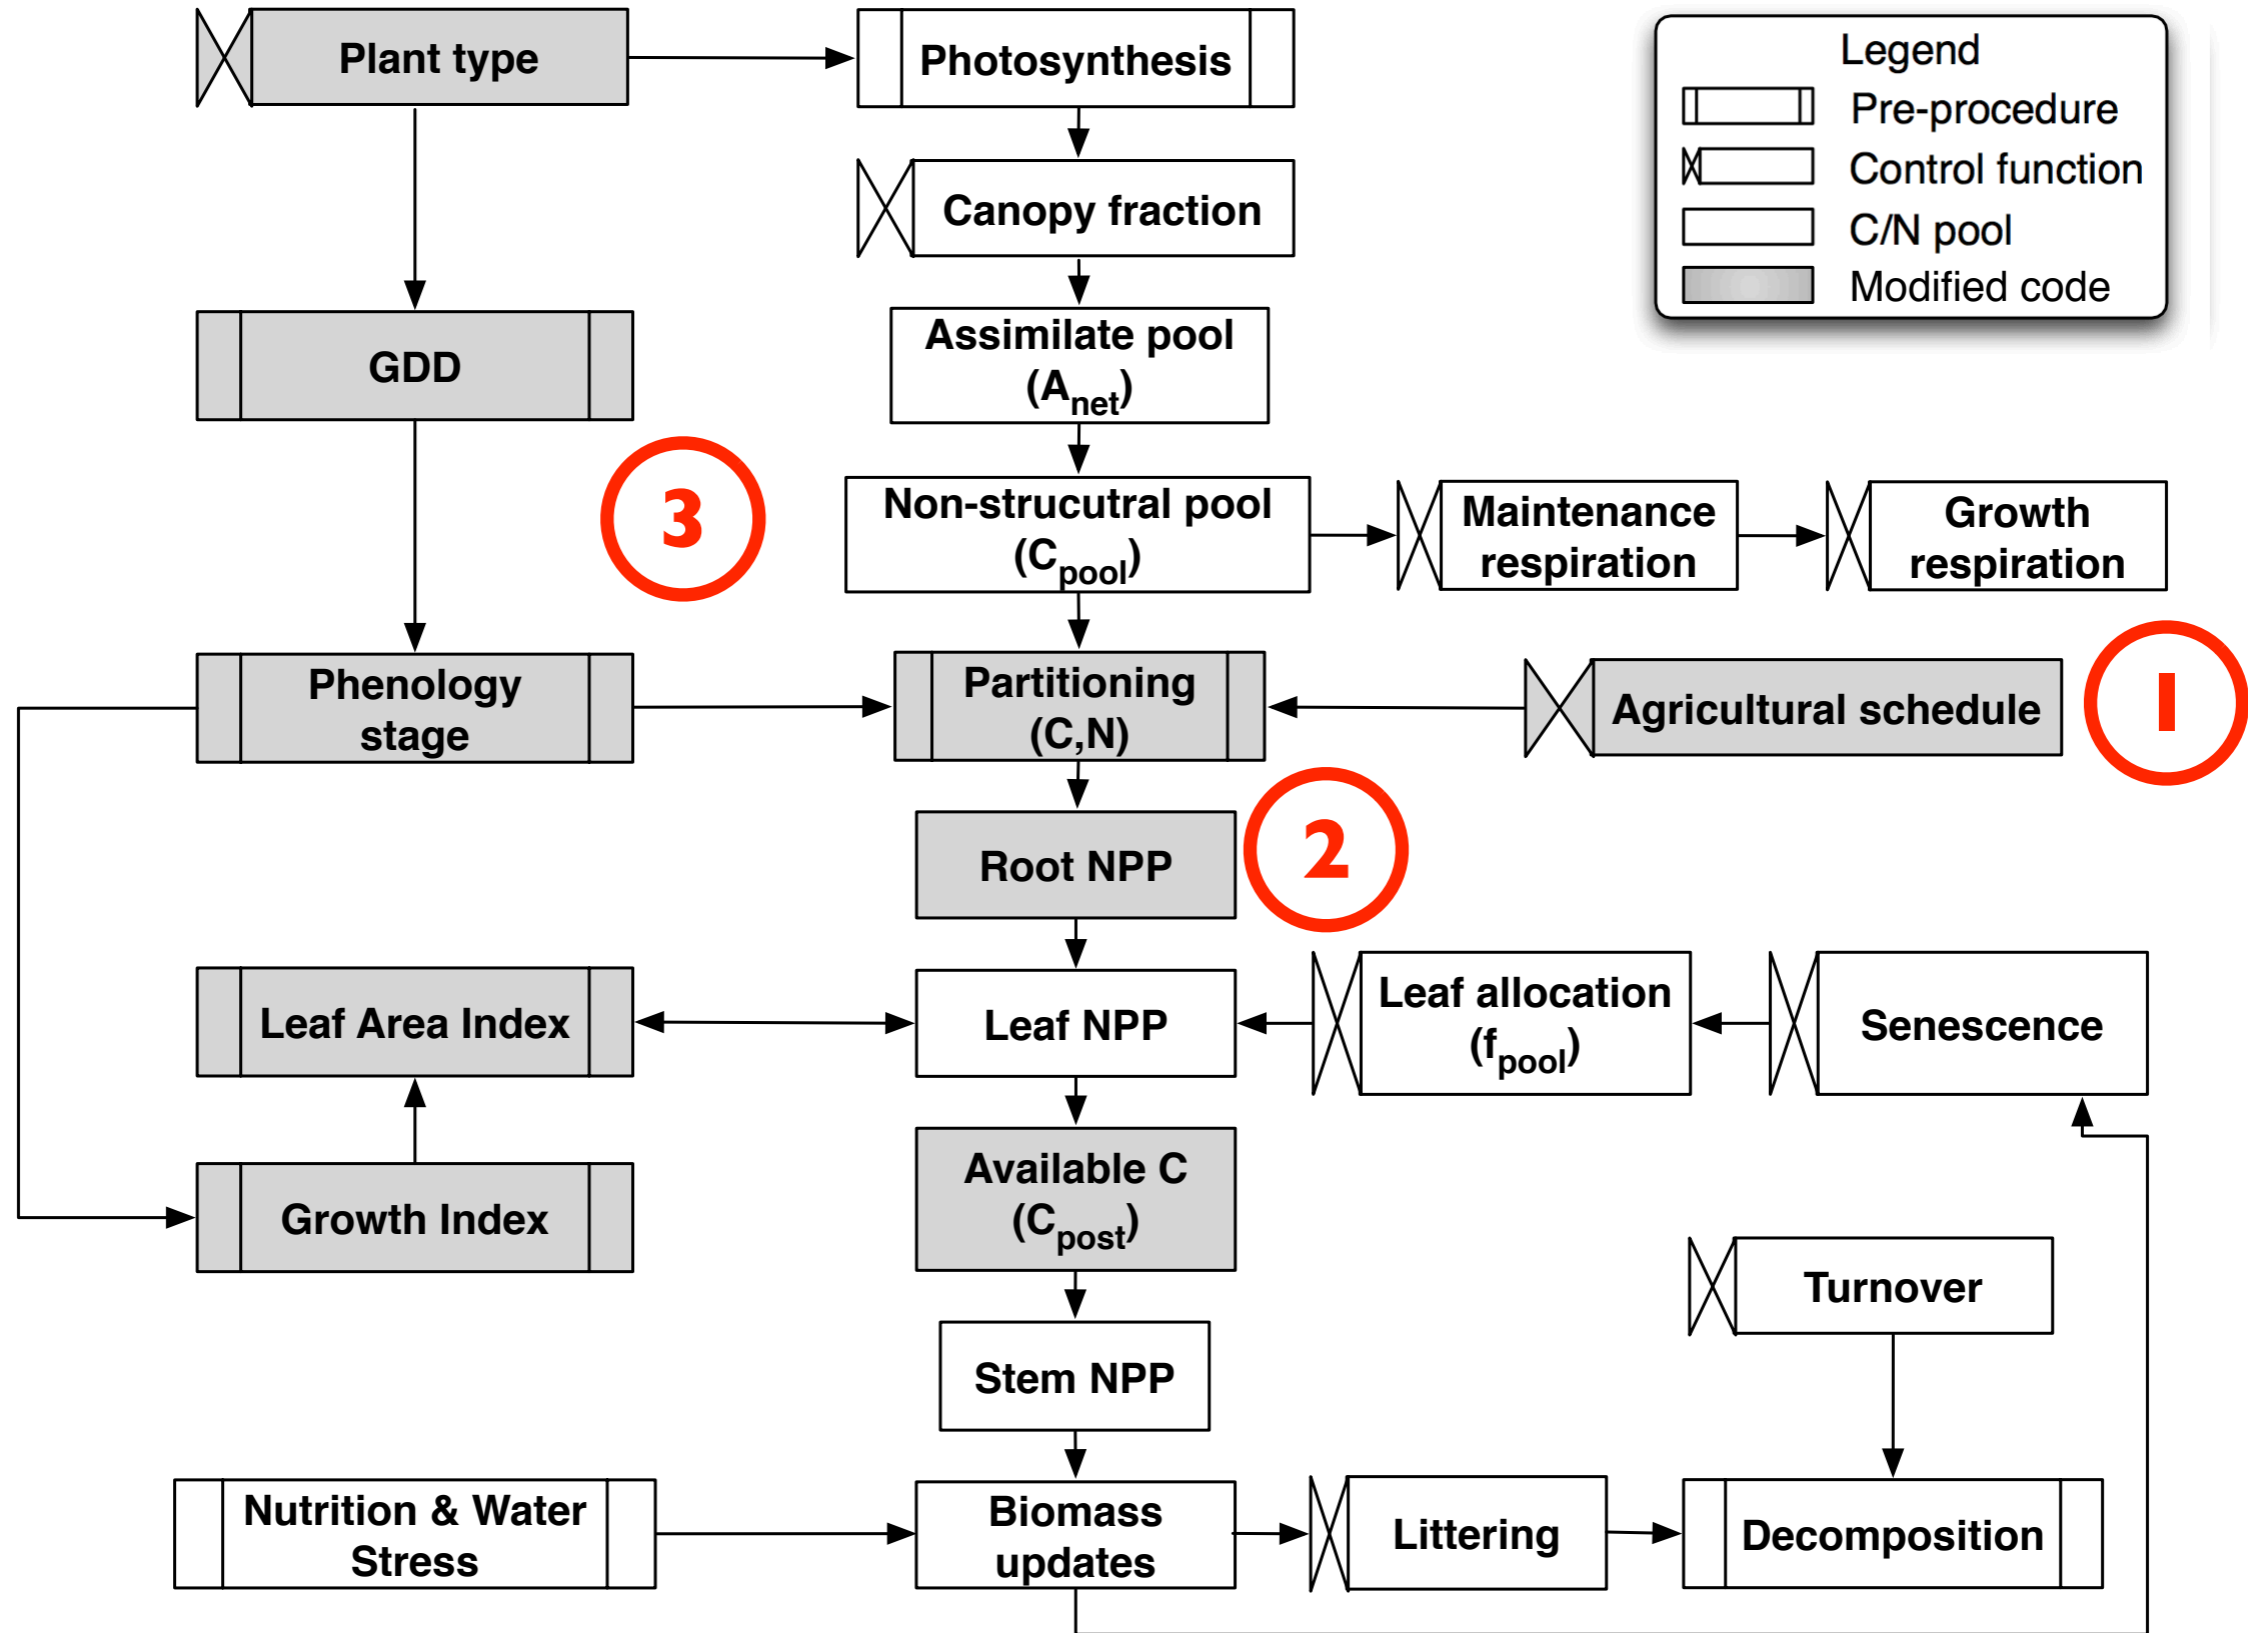 Plant type
Photosynthesis
Legend
Pre-procedure
Control function
C/N pool
Modified code
Canopy fraction
GDD
Assimilate pool
(Anet)
3
Non-strucutral pool
(Cpool)
Maintenance
respiration
Growth
respiration
Phenology
stage
Partitioning
(C,N)
Agricultural schedule
1
Root NPP
2
Leaf Area Index
Leaf NPP
Leaf allocation
(fpool)
Senescence
Growth Index
Available C
(Cpost)
Turnover
Stem NPP
Nutrition & Water
Stress
Biomass
updates
Littering
Decomposition